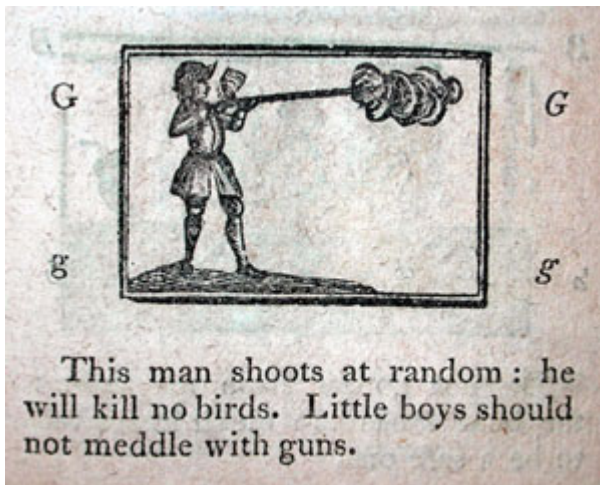 G G
g g
This man shoots at random : he
will kill no birds. Little boys should
not meddle with guns.